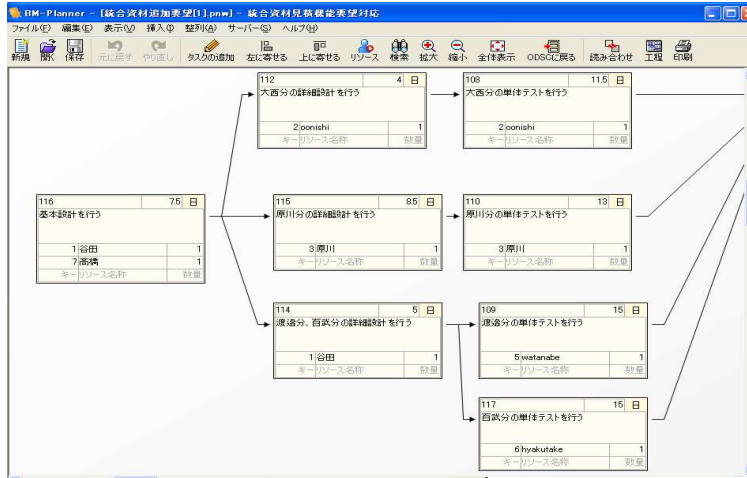 BM-Planner - [統合資材追加要望[1].pnw] - 統合資材見積機能要望対応
ファイル(F) 編集(E) 表示(V) 挿入(I) 整列(A) サーバー(S) ヘルプ(H)
新規 開く 保存 元に戻す やり直し タスクの追加 左に寄せる 上に寄せる リソース 検索 拡大 縮小 全体表示 ODSCに戻る 読み合わせ 工程 印刷
112 4 日
大西分の詳細設計を行う
2 oonishi 1
キー リソース名称 数量
108 11.5 日
大西分の単体テストを行う
2 oonishi 1
キー リソース名称 数量
116 7.5 日
基本設計を行う
1 谷田 1
7 高橋 1
キー リソース名称 数量
115 8.5 日
原川分の詳細設計を行う
3 原川 1
キー リソース名称 数量
110 13 日
原川分の単体テストを行う
3 原川 1
キー リソース名称 数量
114 5 日
渡邉分、百武分の詳細設計を行う
1 谷田 1
キー リソース名称 数量
109 15 日
渡邉分の単体テストを行う
5 watanabe 1
キー リソース名称 数量
117 15 日
百武分の単体テストを行う
6 hyakutake 1
キー リソース名称 数量